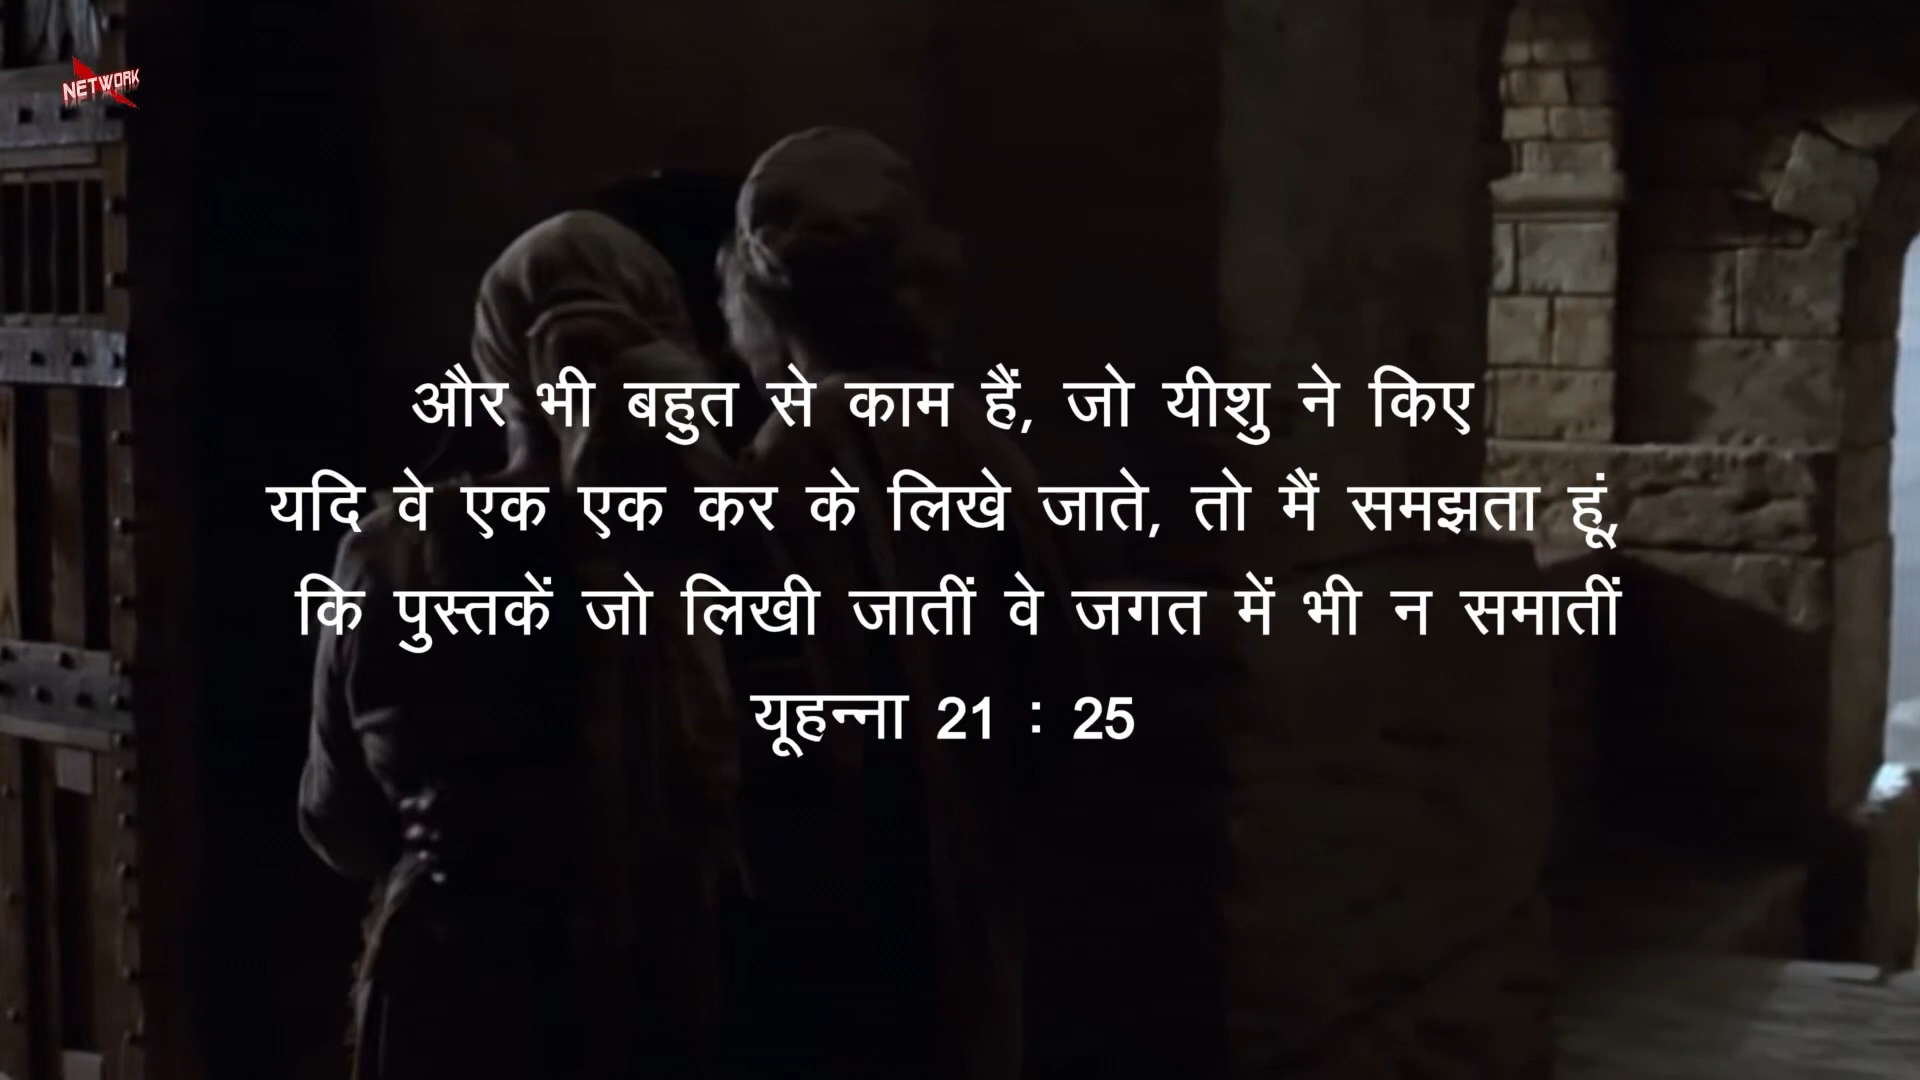 NETWORK
और भी बहुत से काम हैं, जो यीशु ने किए
यदि वे एक एक कर के लिखे जाते, तो मैं समझता हूं,
कि पुस्तकें जो लिखी जातीं वे जगत में भी न समातीं
यूहन्ना 21 : 25